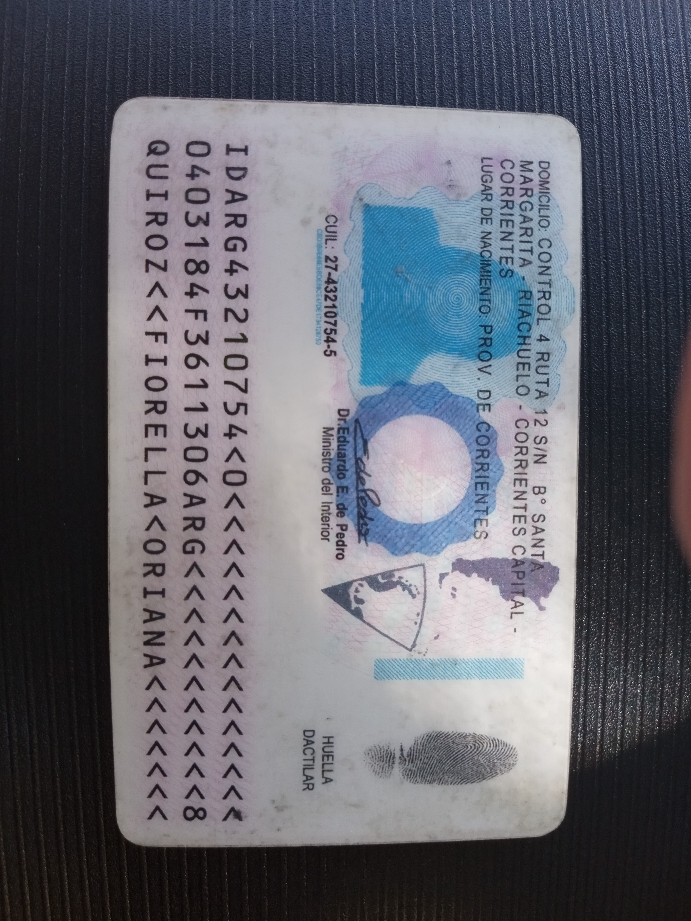 DOMICILIO: CONTROL 4 RUTA 12 S/N B° SANTA
MARGARITA - RIACHUELO - CORRIENTES CAPITAL -
CORRIENTES
LUGAR DE NACIMIENTO: PROV. DE CORRIENTES
CUIL: 27-43210754-5
Dr. Eduardo E. de Pedro
Ministro del Interior
HUELLA
DACTILAR
IDARG43210754<0<<<<<<<<<<<<<<<
0403184F3611306ARG<<<<<<<<<<<8
QUIROZ<<FIORELLA<ORIANA<<<<<<<